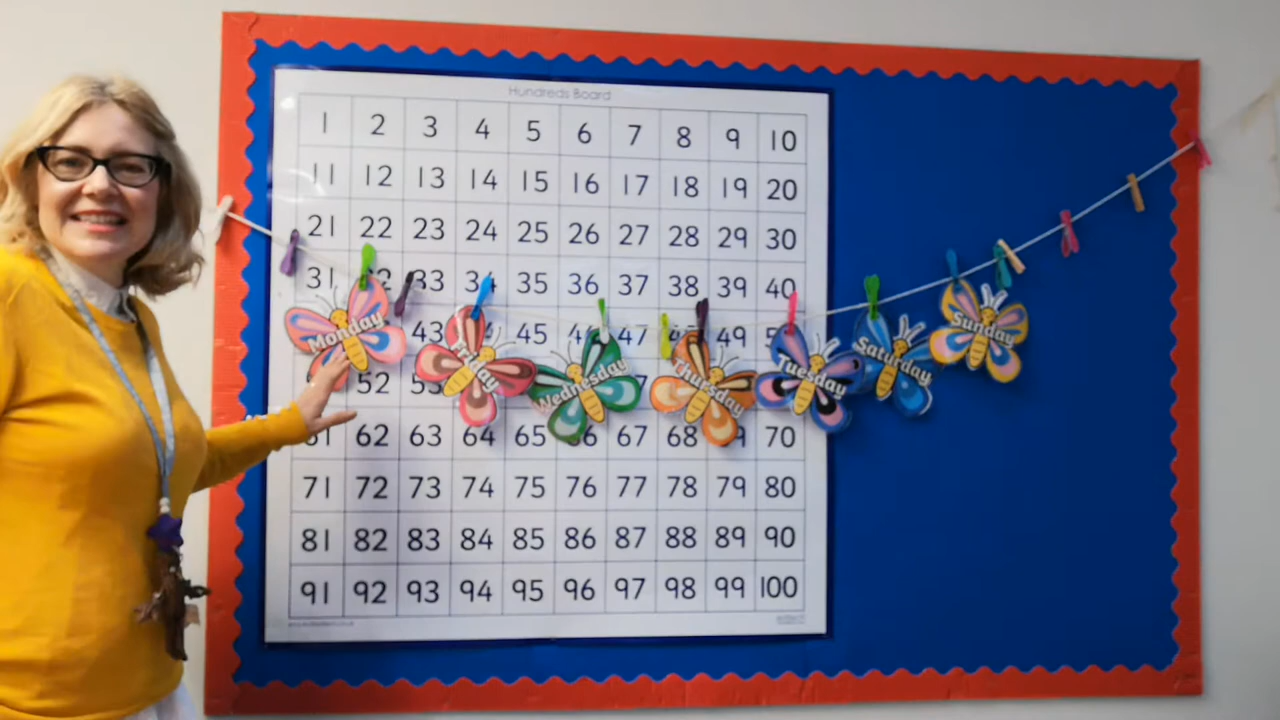 Hundreds Board
1 2 3 4 5 6 7 8 9 10
11 12 13 14 15 16 17 18 19 20
21 22 23 24 25 26 27 28 29 30
31 33 34 35 36 37 38 39 40
43 45 47 49
52
62 63 64 65 67 68 70
71 72 73 74 75 76 77 78 79 80
81 82 83 84 85 86 87 88 89 90
91 92 93 94 95 96 97 98 99 100
Monday
Friday
Wednesday
Thursday
Tuesday
Saturday
Sunday